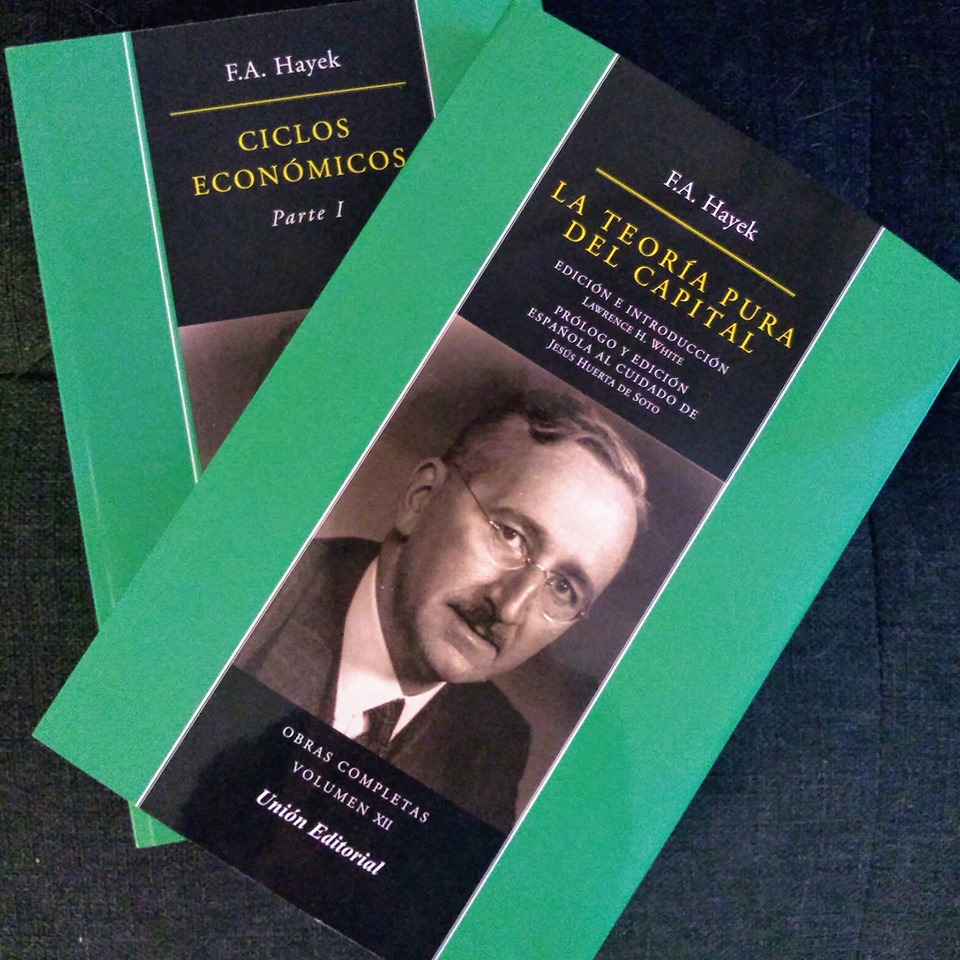 F.A. Hayek
CICLOS
ECONÓMICOS
Parte I
F.A. Hayek
LA TEORÍA PURA
DEL CAPITAL
EDICIÓN E INTRODUCCIÓN
LAWRENCE H. WHITE
PRÓLOGO Y EDICIÓN
ESPAÑOLA AL CUIDADO DE
JESÚS HUERTA DE SOTO
OBRAS COMPLETAS
VOLUMEN XII
Unión Editorial